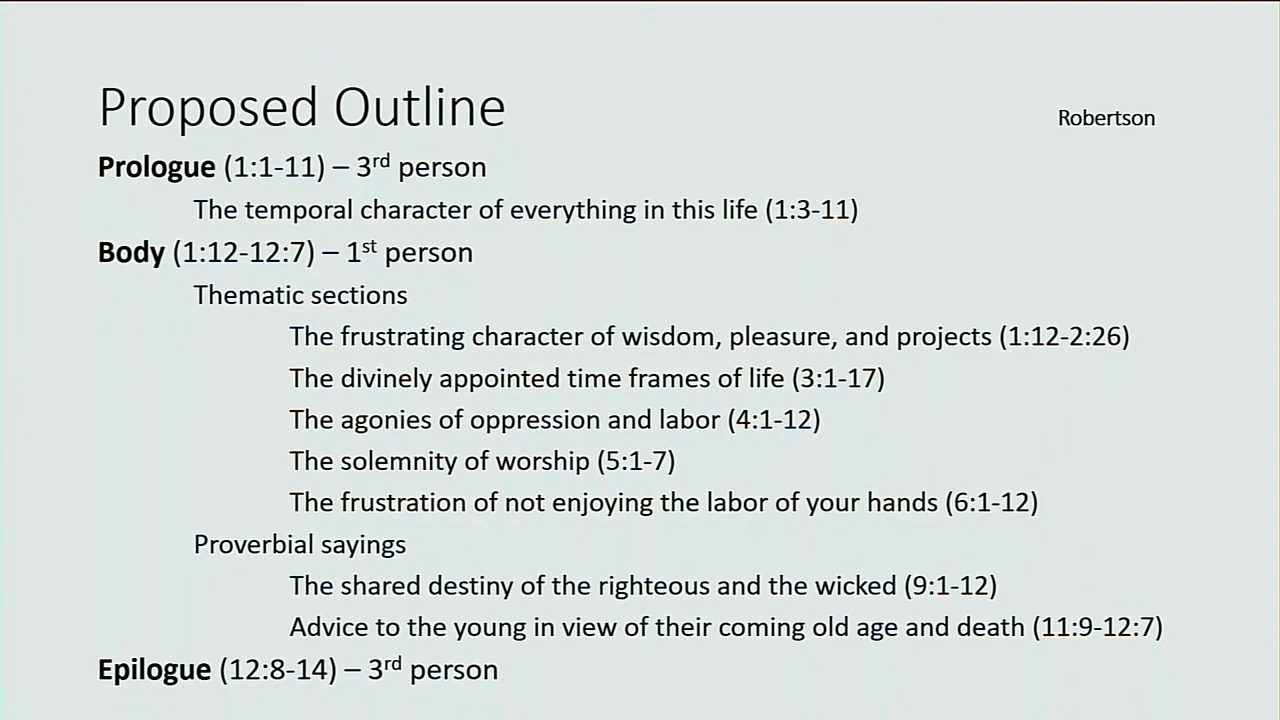 Proposed Outline
Robertson
Prologue (1:1-11) – 3rd person
The temporal character of everything in this life (1:3-11)
Body (1:12-12:7) – 1st person
Thematic sections
The frustrating character of wisdom, pleasure, and projects (1:12-2:26)
The divinely appointed time frames of life (3:1-17)
The agonies of oppression and labor (4:1-12)
The solemnity of worship (5:1-7)
The frustration of not enjoying the labor of your hands (6:1-12)
Proverbial sayings
The shared destiny of the righteous and the wicked (9:1-12)
Advice to the young in view of their coming old age and death (11:9-12:7)
Epilogue (12:8-14) – 3rd person